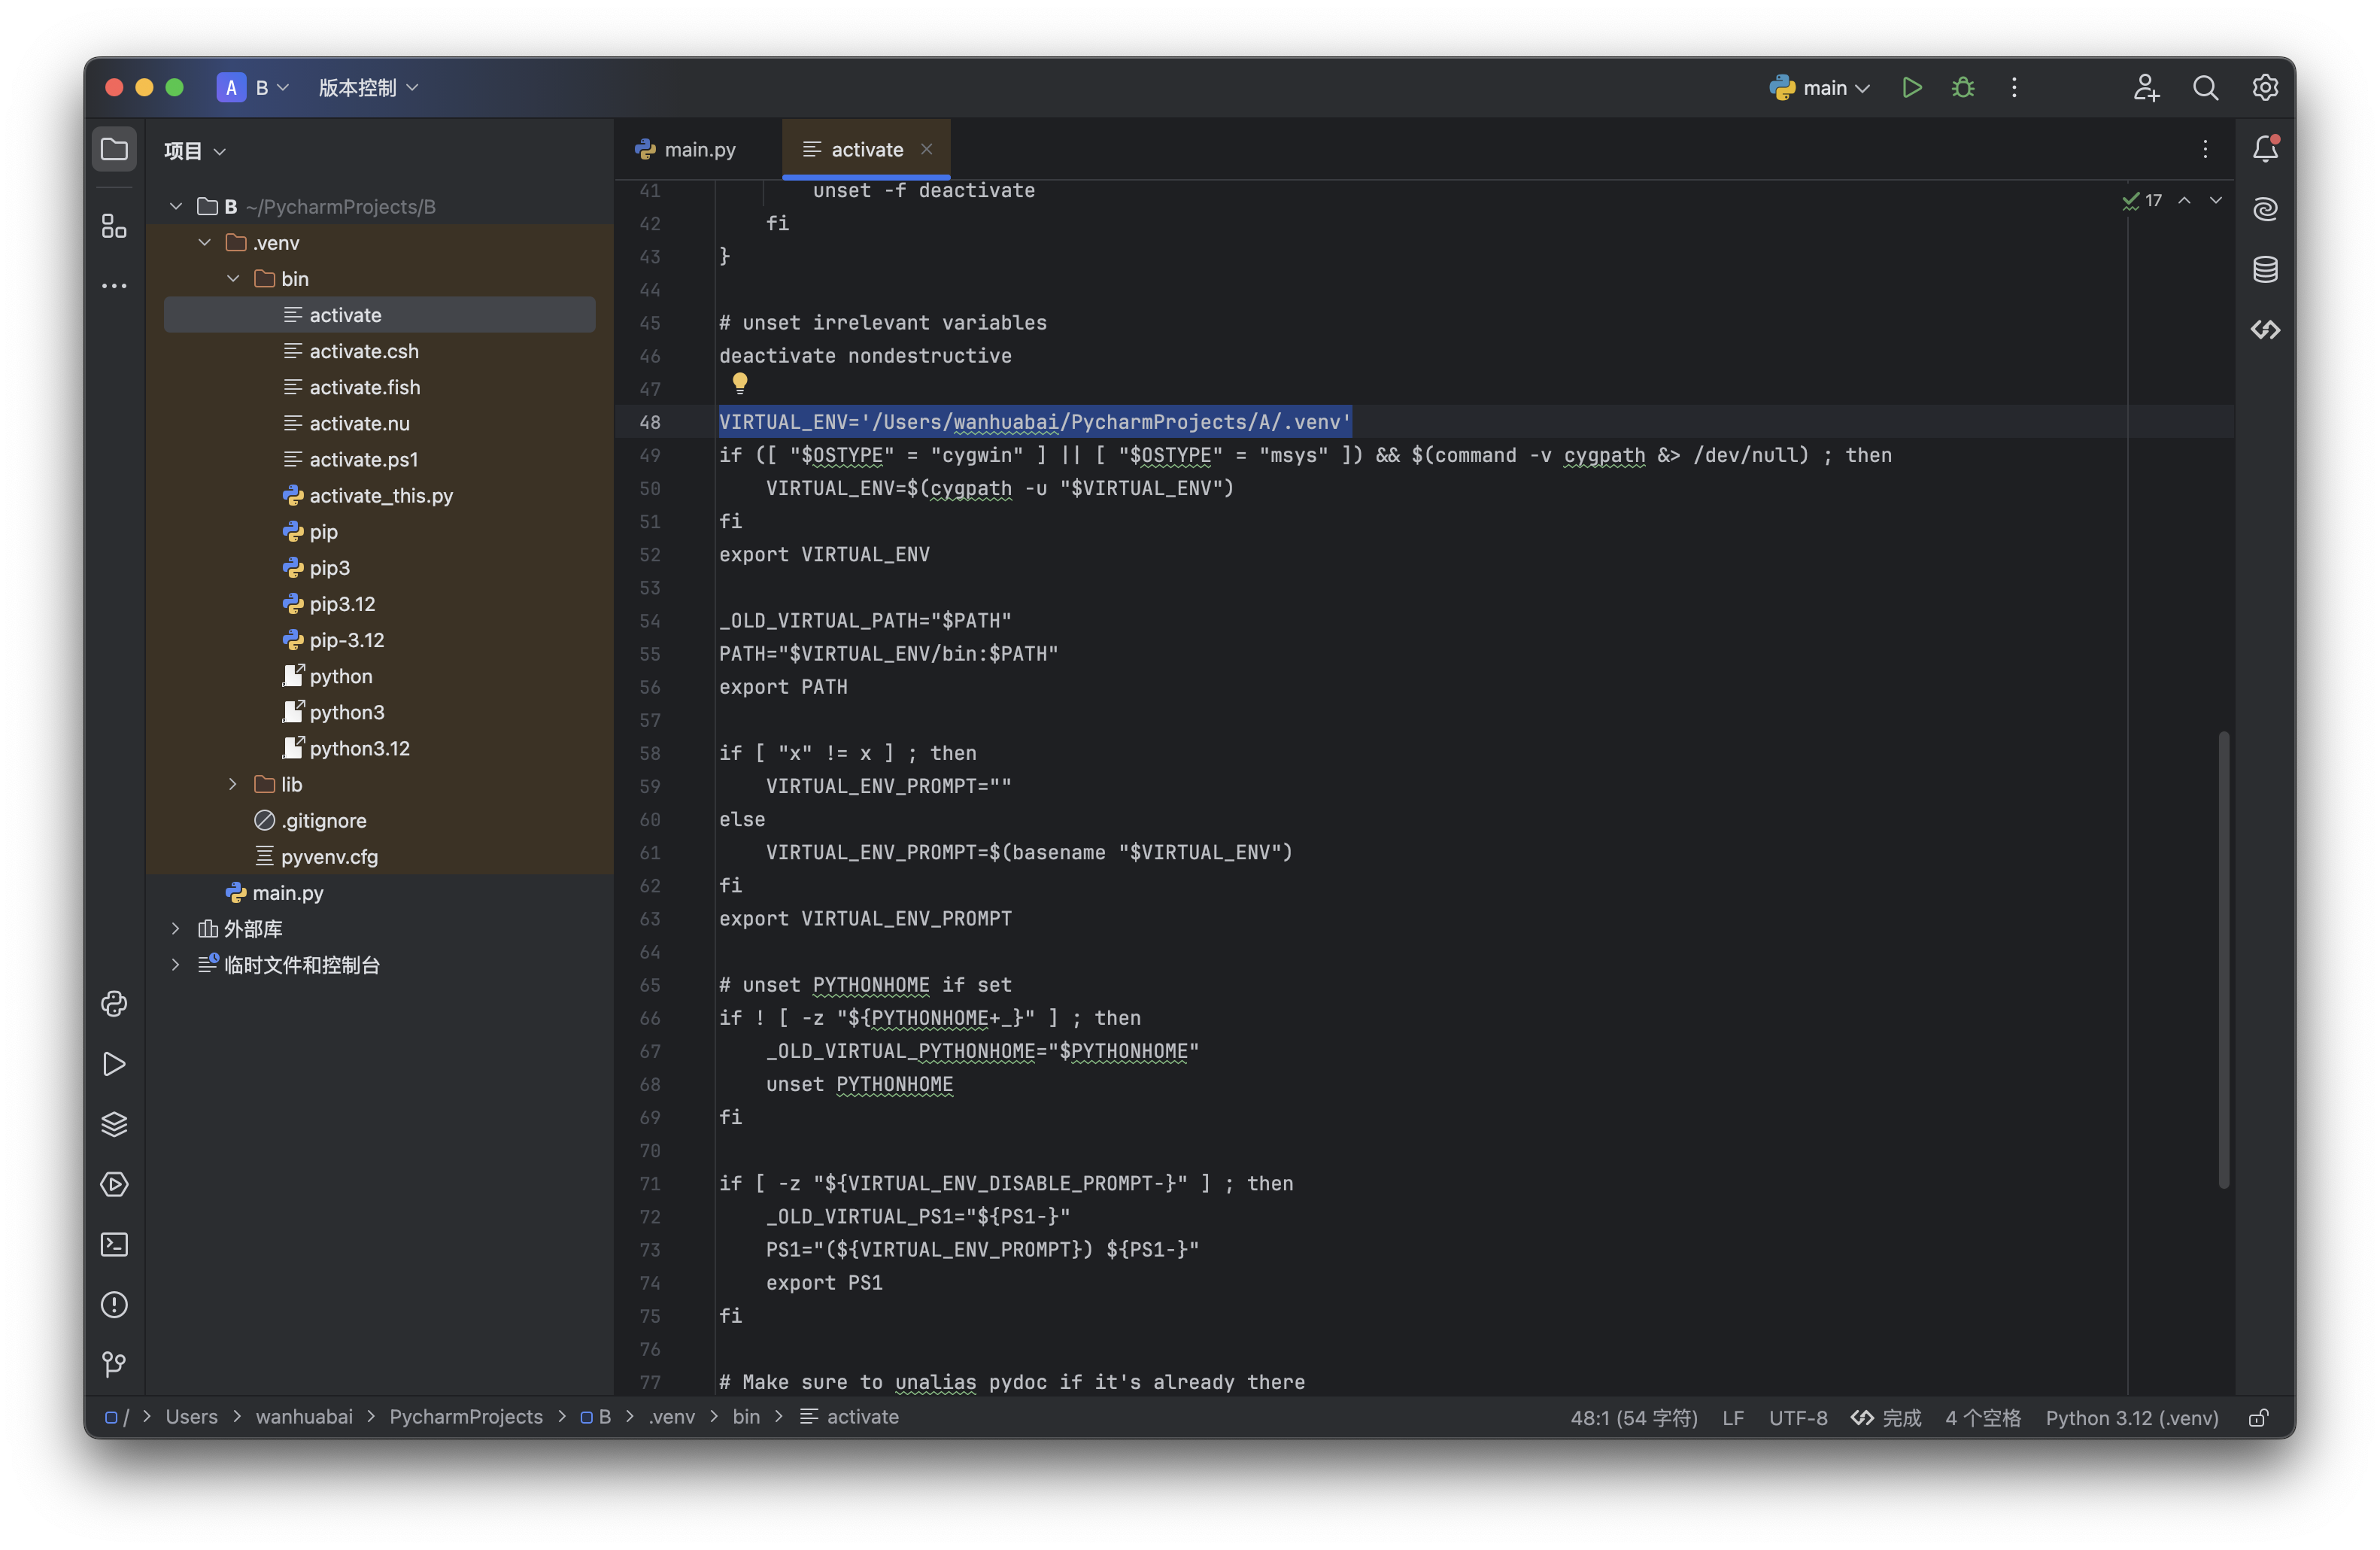 A B 版本控制 main
项目
B ~/PycharmProjects/B
.venv
bin
activate
activate.csh
activate.fish
activate.nu
activate.ps1
activate_this.py
pip
pip3
pip3.12
pip-3.12
python
python3
python3.12
lib
.gitignore
pyvenv.cfg
main.py
外部库
临时文件和控制台
main.py activate
17
41 unset -f deactivate
42 fi
43 }
44
45 # unset irrelevant variables
46 deactivate nondestructive
47
48 VIRTUAL_ENV='/Users/wanhuabai/PycharmProjects/A/.venv'
49 if ([ "$OSTYPE" = "cygwin" ] || [ "$OSTYPE" = "msys" ]) && $(command -v cygpath &> /dev/null) ; then
50 VIRTUAL_ENV=$(cygpath -u "$VIRTUAL_ENV")
51 fi
52 export VIRTUAL_ENV
53
54 _OLD_VIRTUAL_PATH="$PATH"
55 PATH="$VIRTUAL_ENV/bin:$PATH"
56 export PATH
57
58 if [ "x" != x ] ; then
59 VIRTUAL_ENV_PROMPT=""
60 else
61 VIRTUAL_ENV_PROMPT=$(basename "$VIRTUAL_ENV")
62 fi
63 export VIRTUAL_ENV_PROMPT
64
65 # unset PYTHONHOME if set
66 if ! [ -z "${PYTHONHOME+_}" ] ; then
67 _OLD_VIRTUAL_PYTHONHOME="$PYTHONHOME"
68 unset PYTHONHOME
69 fi
70
71 if [ -z "${VIRTUAL_ENV_DISABLE_PROMPT-}" ] ; then
72 _OLD_VIRTUAL_PS1="${PS1-}"
73 PS1="(${VIRTUAL_ENV_PROMPT}) ${PS1-}"
74 export PS1
75 fi
76
77 # Make sure to unalias pydoc if it's already there
/ > Users > wanhuabai > PycharmProjects > B > .venv > bin > activate 48:1 (54 字符) LF UTF-8 完成 4 个空格 Python 3.12 (.venv)